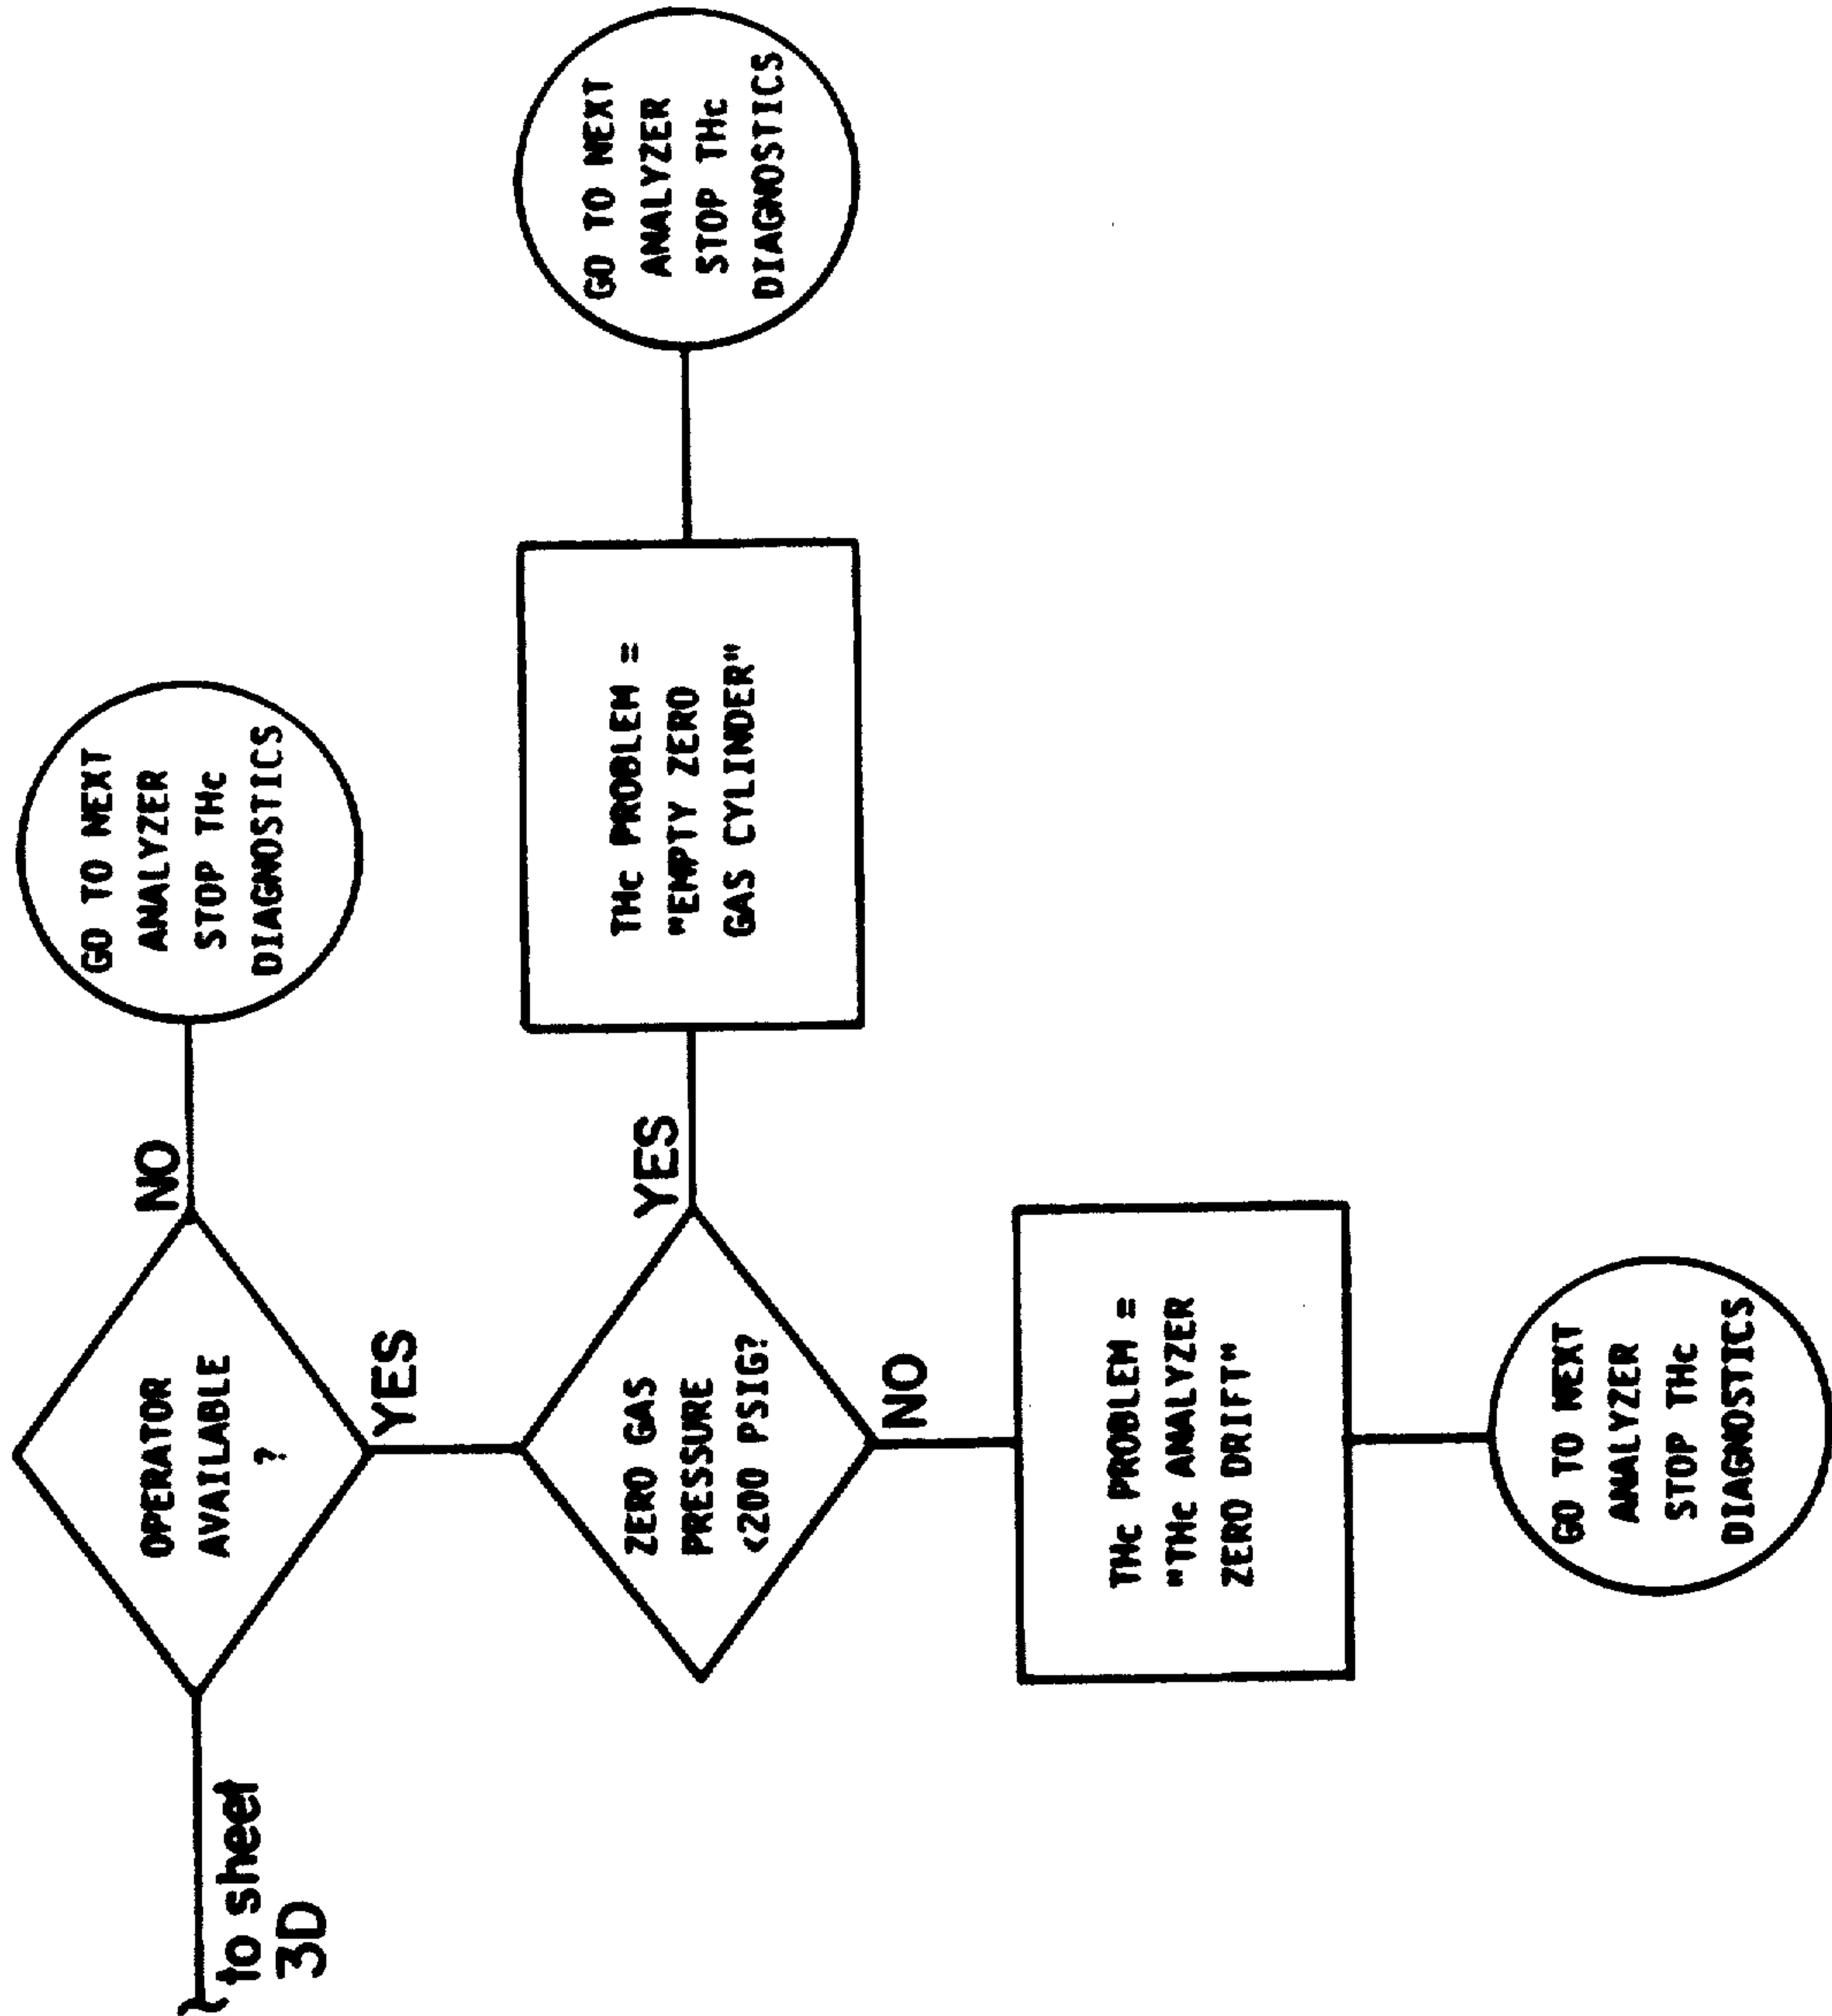 to sheet
3D
OPERATOR
AVAILABLE
?
NO
GO TO NEXT
ANALYZER
STOP THc
DIAGNOSTICS
YES
ZERO GAS
PRESSURE
<200 PSIG?
YES
THc PROBLEM =
"EMPTY ZERO
GAS CYLINDER"
GO TO NEXT
ANALYZER
STOP THc
DIAGNOSTICS
NO
THc PROBLEM =
"THc ANALYZER
ZERO DRIFT"
GO TO NEXT
ANALYZER
STOP THc
DIAGNOSTICS